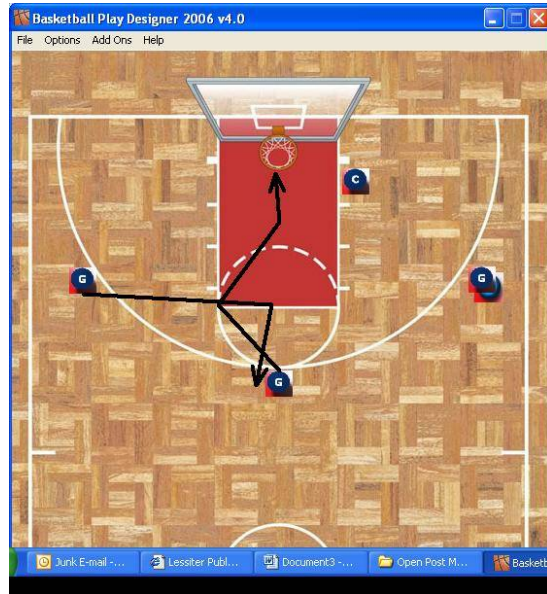 Basketball Play Designer 2006 v4.0
File Options Add Ons Help
C
G
G
G
Junk E-mail -... Lessiter Publ... Document3 -... Open Post M... Basketb